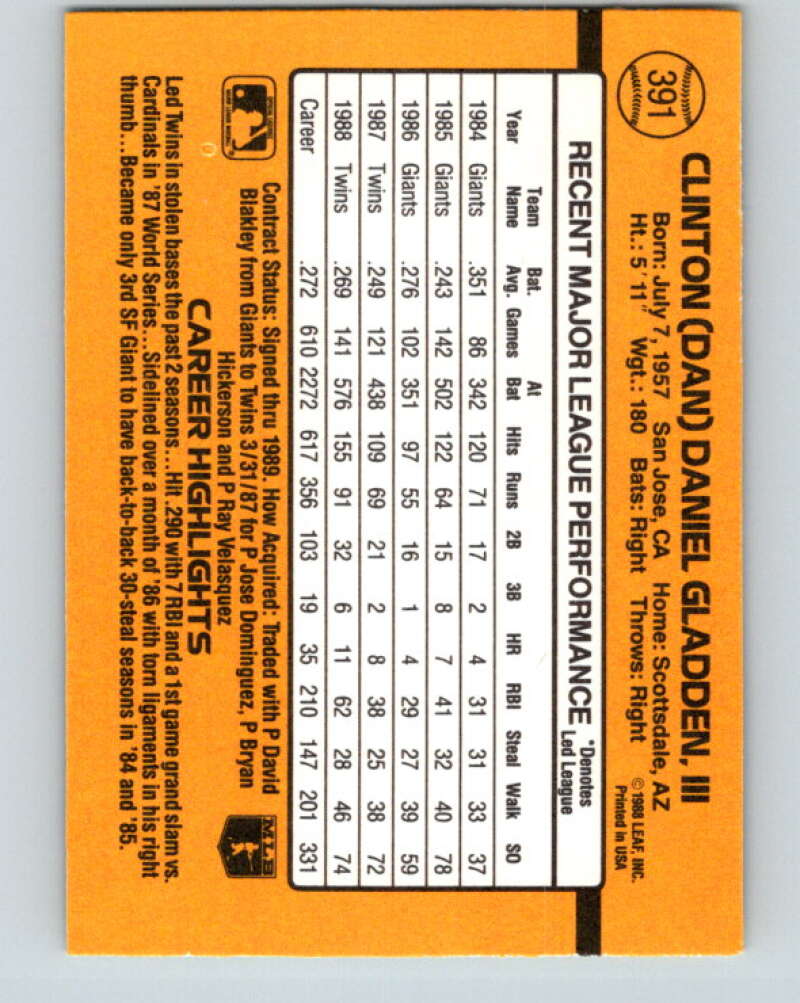 391
CLINTON (DAN) DANIEL GLADDEN, III
Born: July 7, 1957 San Jose, CA Home: Scottsdale, AZ
Ht.: 5'11" Wgt.: 180 Bats: Right Throws: Right
©1988 LEAF, INC.
Printed in USA
RECENT MAJOR LEAGUE PERFORMANCE
*Denotes
Led League
Year Team Name Bat. Avg. Games At Bat Hits Runs 2B 3B HR RBI Steal Walk SO
1984 Giants .351 86 342 120 71 17 2 4 31 31 33 37
1985 Giants .243 142 502 122 64 15 8 7 41 32 40 78
1986 Giants .276 102 351 97 55 16 1 4 29 27 39 59
1987 Twins .249 121 438 109 69 21 2 8 38 25 38 72
1988 Twins .269 141 576 155 91 32 6 11 62 28 46 74
Career .272 610 2272 617 356 103 19 35 210 147 201 331
Contract Status: Signed thru 1989. How Acquired: Traded with P David
Blakley from Giants to Twins 3/31/87 for P Jose Dominguez, P Bryan
Hickerson and P Ray Velasquez
MLB
CAREER HIGHLIGHTS
Led Twins in stolen bases the past 2 seasons...Hit .290 with 7 RBI and a 1st game grand slam vs.
Cardinals in '87 World Series...Sidelined over a month of '86 with torn ligaments in his right
thumb...Became only 3rd SF Giant to have back-to-back 30-steal seasons in '84 and '85.